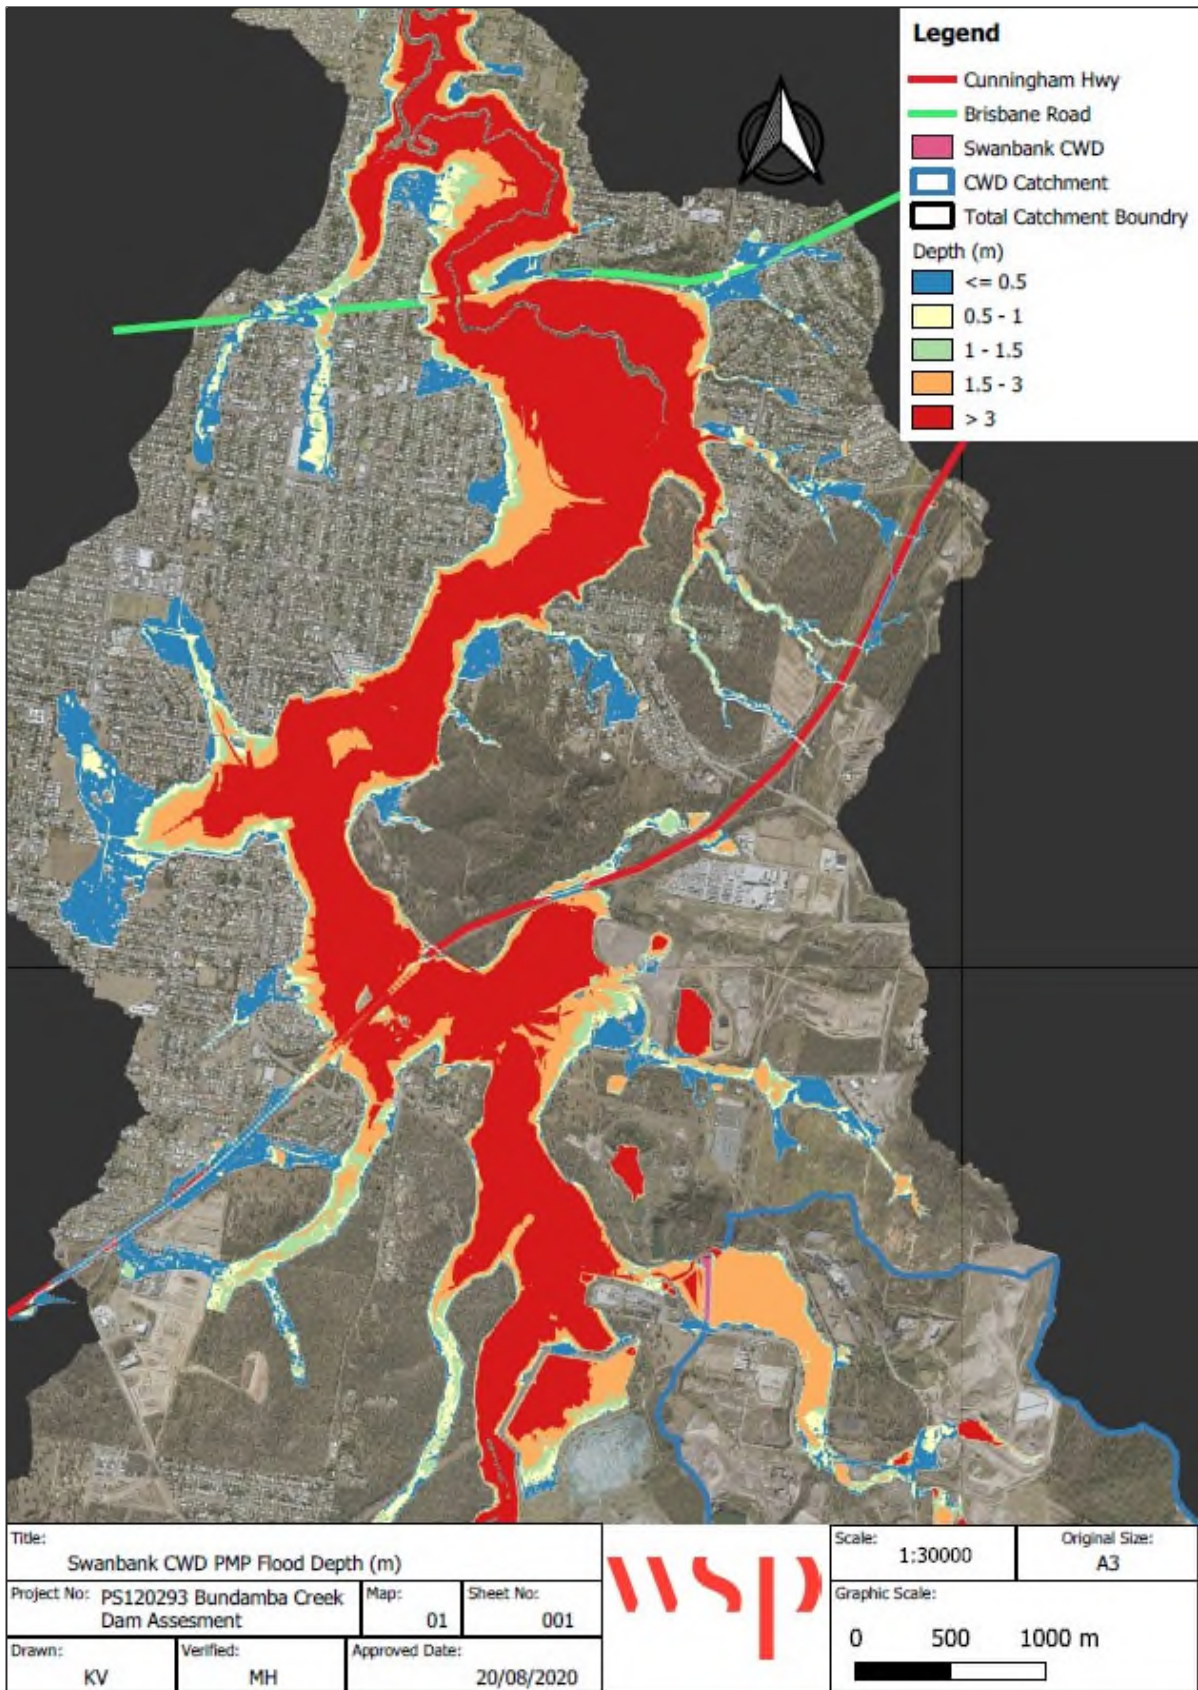 Legend
Cunningham Hwy
Brisbane Road
Swanbank CWD
CWD Catchment
Total Catchment Boundry
Depth (m)
<= 0.5
0.5 - 1
1 - 1.5
1.5 - 3
> 3
Title:
Swanbank CWD PMP Flood Depth (m)
Project No: PS120293 Bundamba Creek
Dam Assesment
Map:
01
Sheet No:
001
Drawn:
KV
Verified:
MH
Approved Date:
20/08/2020
wsp
Scale:
1:30000
Original Size:
A3
Graphic Scale:
0 500 1000 m